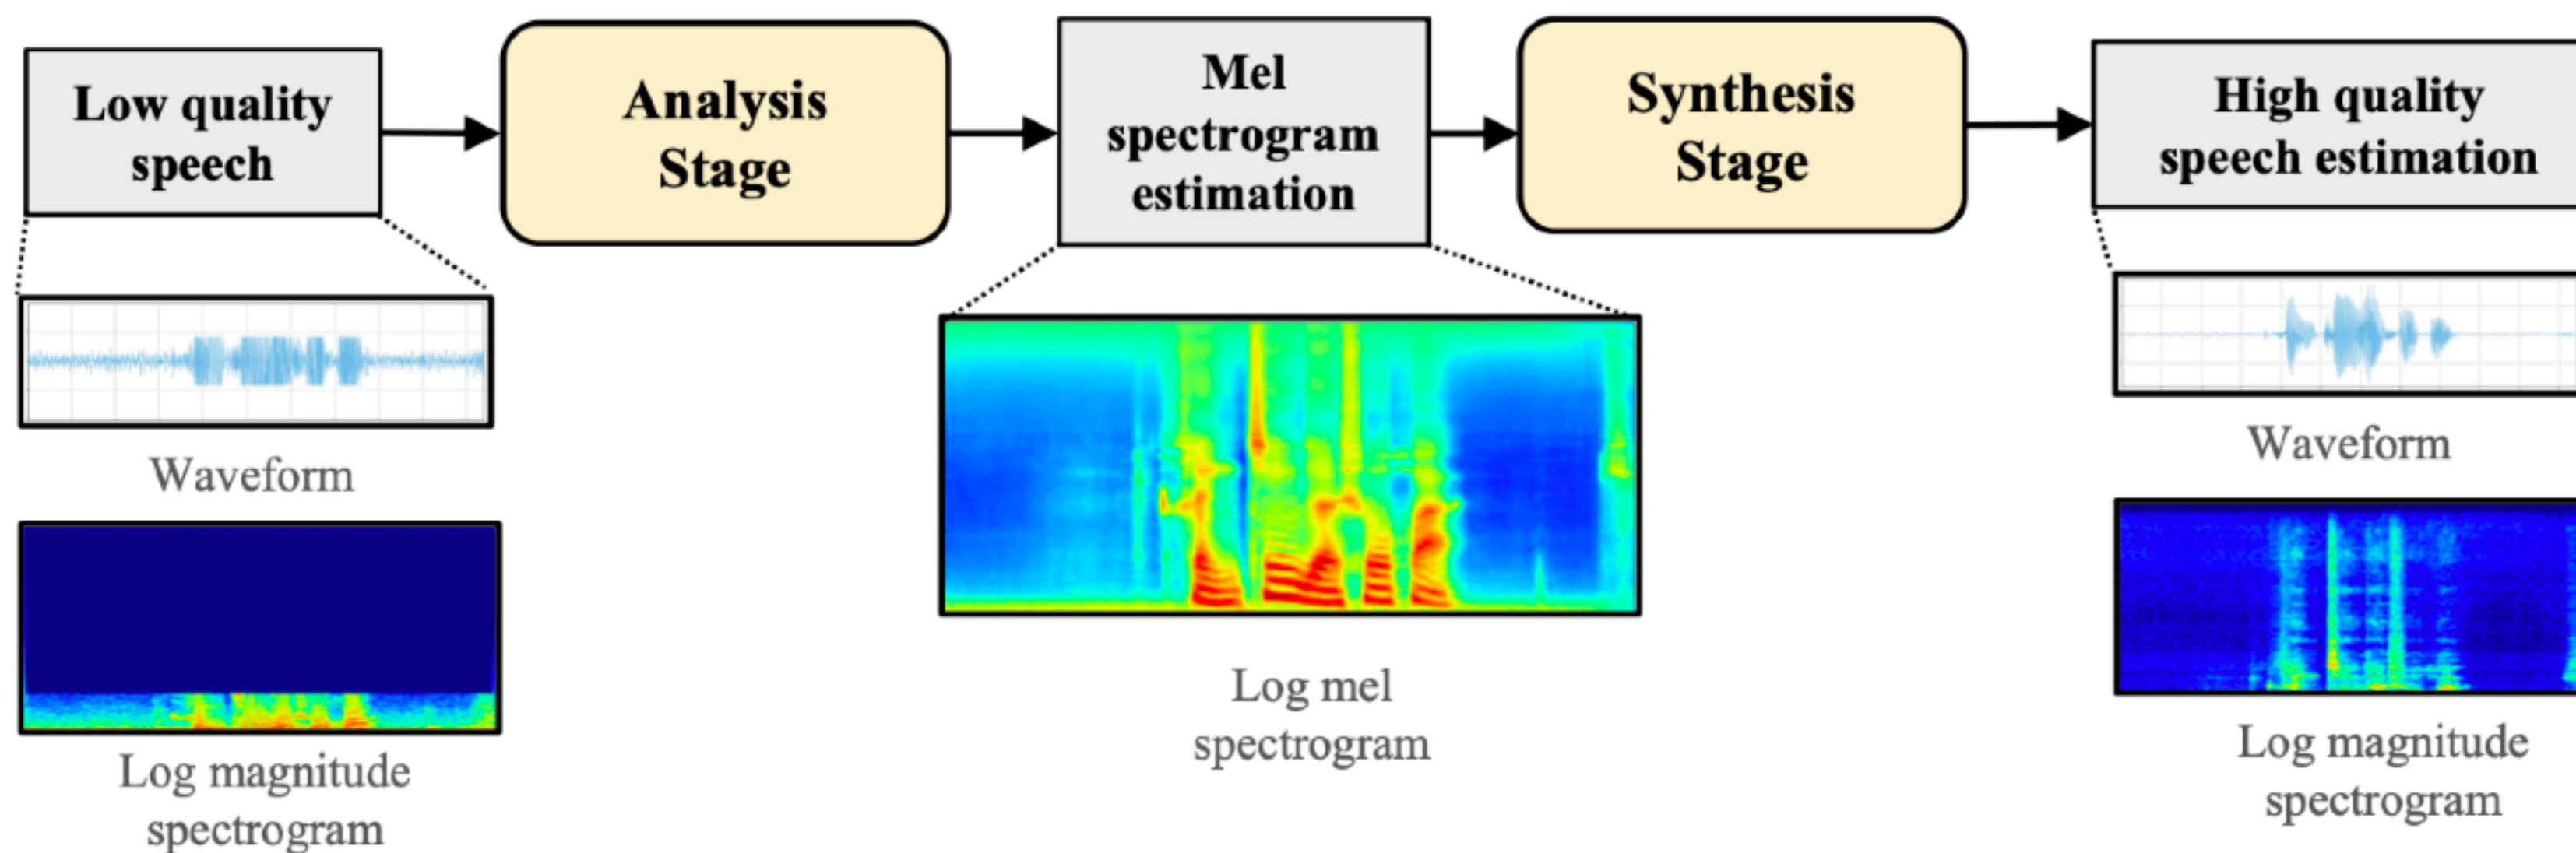 Low quality
speech
Analysis
Stage
Mel
spectrogram
estimation
Synthesis
Stage
High quality
speech estimation
Waveform
Log magnitude
spectrogram
Log mel
spectrogram
Waveform
Log magnitude
spectrogram